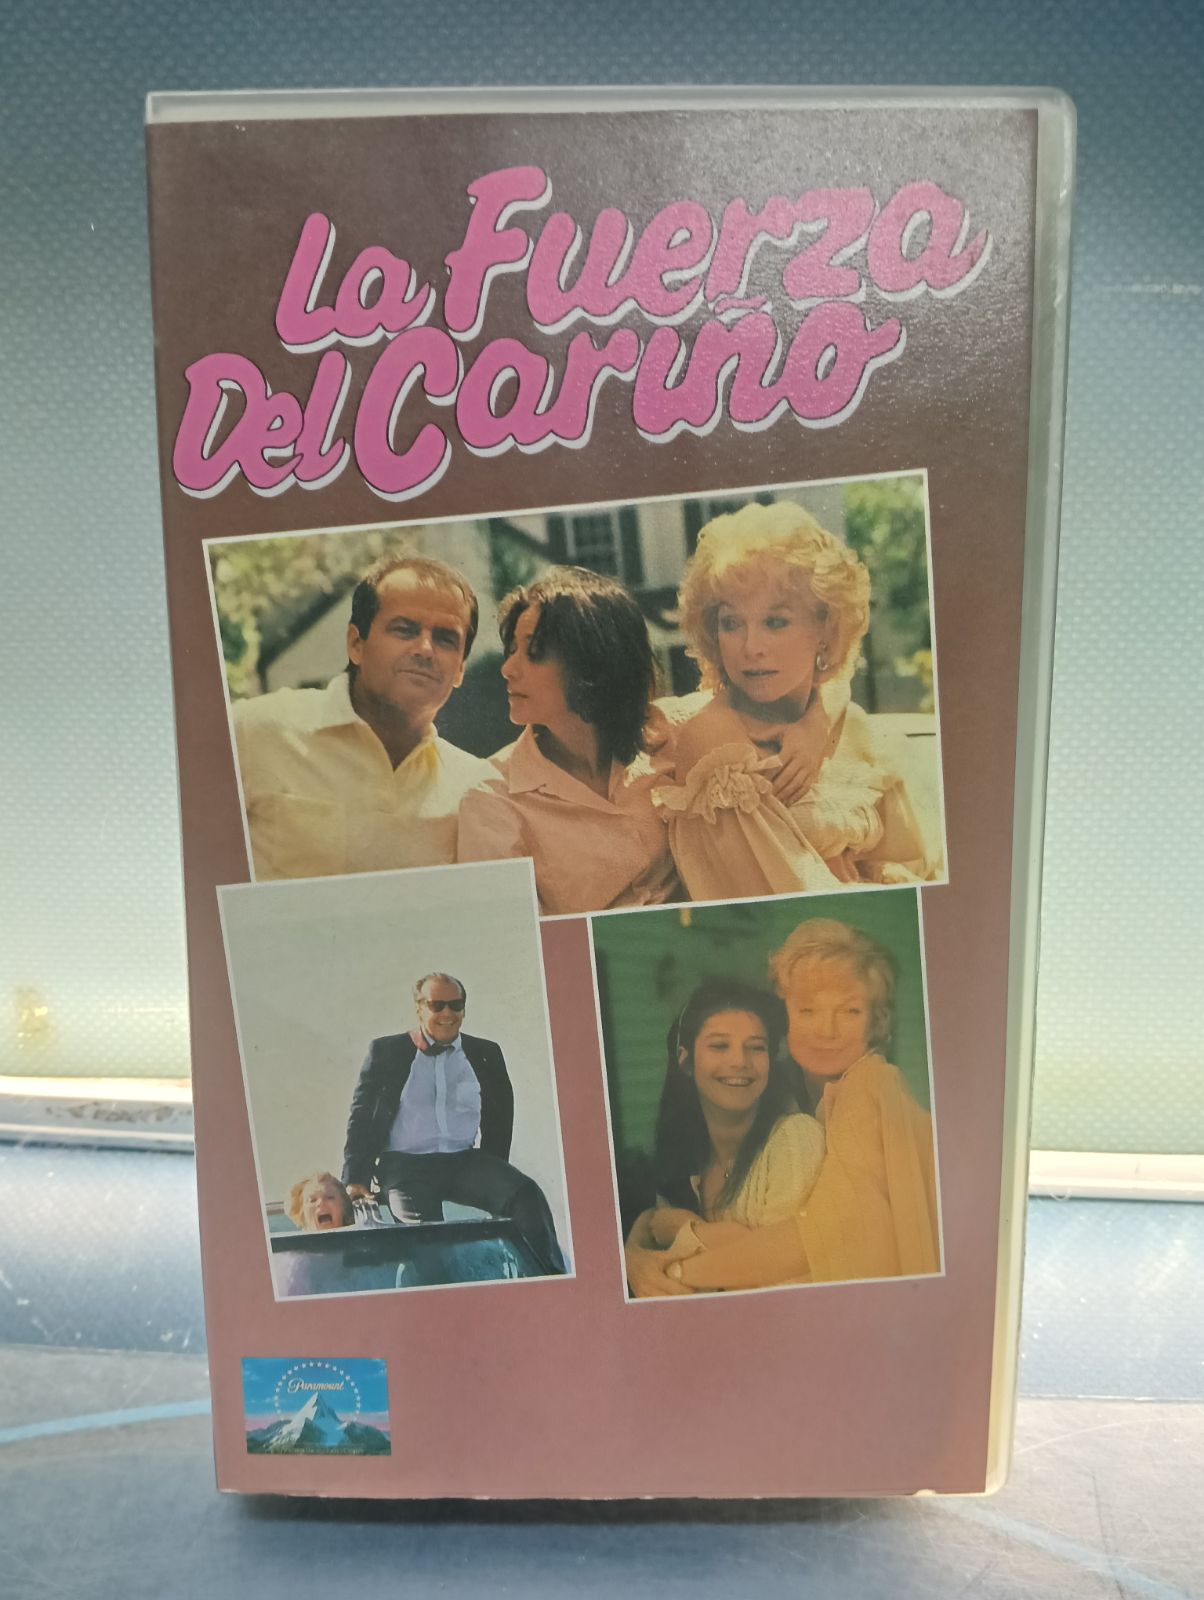 La Fuerza
Del Cariño
Paramount